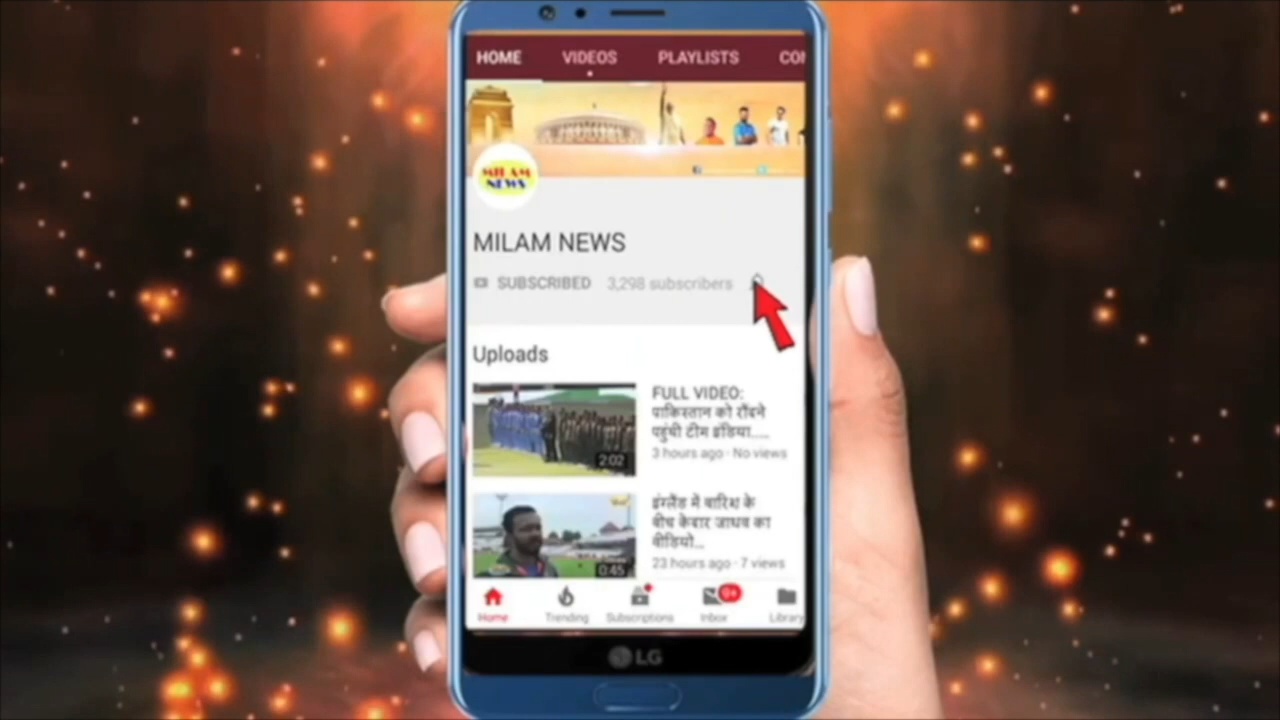 HOME VIDEOS PLAYLISTS
MILAM
NEWS
MILAM NEWS
SUBSCRIBED 3,298 subscribers
Uploads
FULL VIDEO:
पाकिस्तान को रौंदने
पहुंची टीम इंडिया.....
3 hours ago · No views
2:02
इंग्लैंड में बारिश के
बीच केदार जाधव का
वीडियो...
23 hours ago · 7 views
0:45
9+
Home Trending Subscriptions Inbox Library
LG